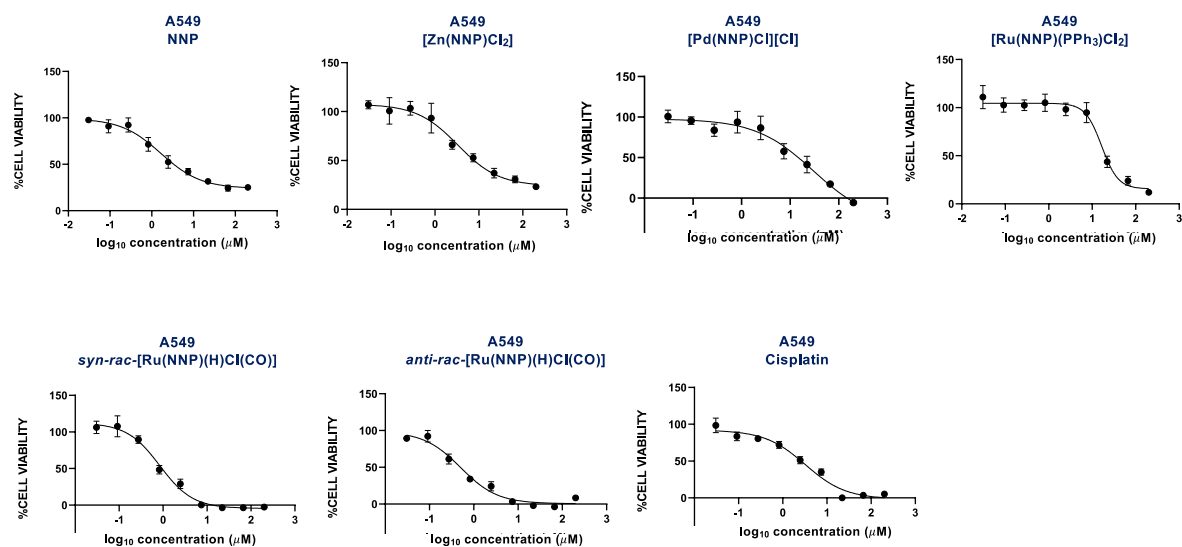 A549
NNP
150
100
50
0
%CELL VIABILITY
-2
-1
0
1
2
3
log10 concentration (μM)
A549
[Zn(NNP)Cl2]
150
100
50
0
%CELL VIABILITY
-2
-1
0
1
2
3
log10 concentration (μM)
A549
[Pd(NNP)Cl][Cl]
150
100
50
0
%CELL VIABILITY
-1
0
1
2
3
log10 concentration (μM)
A549
[Ru(NNP)(PPh3)Cl2]
150
100
50
0
%CELL VIABILITY
-2
-1
0
1
2
3
log10 concentration (μM)
A549
syn-rac-[Ru(NNP)(H)Cl(CO)]
150
100
50
0
%CELL VIABILITY
-1
0
1
2
3
log10 concentration (μM)
A549
anti-rac-[Ru(NNP)(H)Cl(CO)]
150
100
50
0
%CELL VIABILITY
-1
0
1
2
3
log10 concentration (μM)
A549
Cisplatin
150
100
50
0
%CELL VIABILITY
-1
0
1
2
3
log10 concentration (μM)